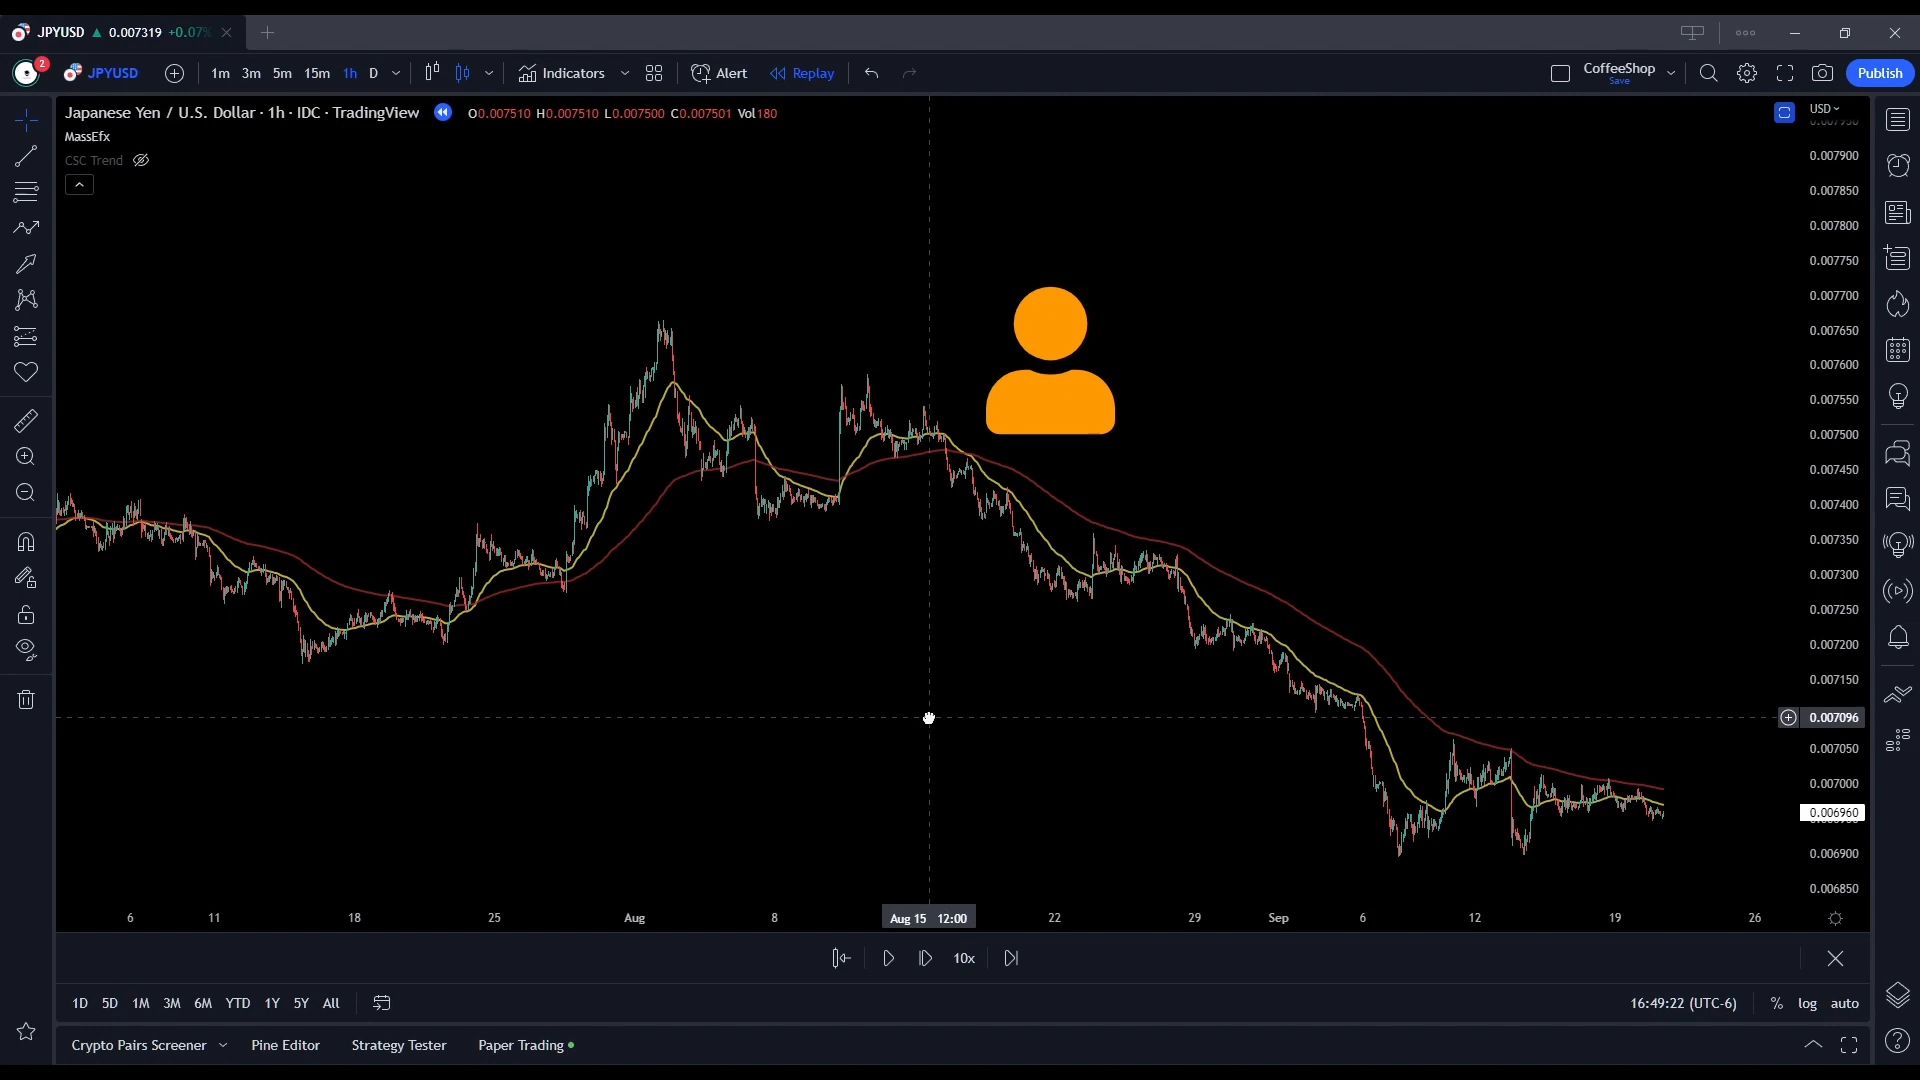 JPYUSD ▲ 0.007319 +0.07%
2 JPYUSD 1m 3m 5m 15m 1h D Indicators Alert Replay CoffeeShop Save Publish
Japanese Yen / U.S. Dollar · 1h · IDC · TradingView O0.007510 H0.007510 L0.007500 C0.007501 Vol180 USD
MassEfx
CSC Trend
0.007950
0.007900
0.007850
0.007800
0.007750
0.007700
0.007650
0.007600
0.007550
0.007500
0.007450
0.007400
0.007350
0.007300
0.007250
0.007200
0.007150
0.007096
0.007050
0.007000
0.006960
0.006900
0.006850
6 11 18 25 Aug 8 Aug 15 12:00 22 29 Sep 6 12 19 26
10x
1D 5D 1M 3M 6M YTD 1Y 5Y All 16:49:22 (UTC-6) % log auto
Crypto Pairs Screener Pine Editor Strategy Tester Paper Trading